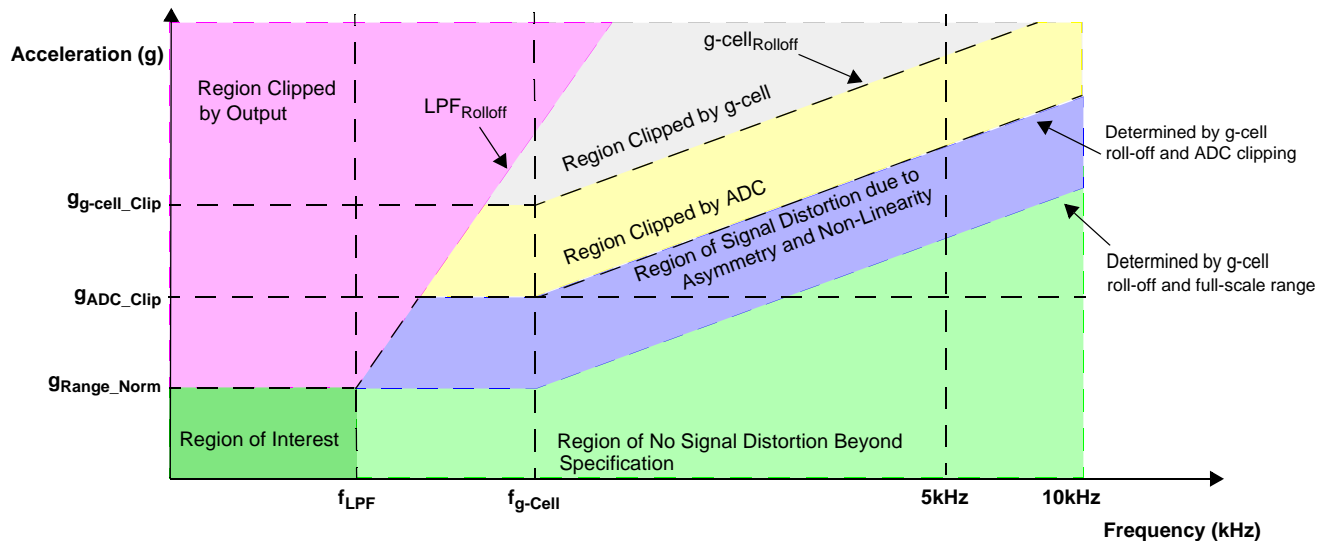 Acceleration (g)
Region Clipped
by Output
LPFRolloff
g-cellRolloff
Region Clipped by g-cell
Region Clipped by ADC
Region of Signal Distortion due to
Asymmetry and Non-Linearity
Determined by g-cell
roll-off and ADC clipping
Determined by g-cell
roll-off and full-scale range
gg-cell_Clip
gADC_Clip
gRange_Norm
Region of Interest
Region of No Signal Distortion Beyond
Specification
fLPF
fg-Cell
5kHz
10kHz
Frequency (kHz)